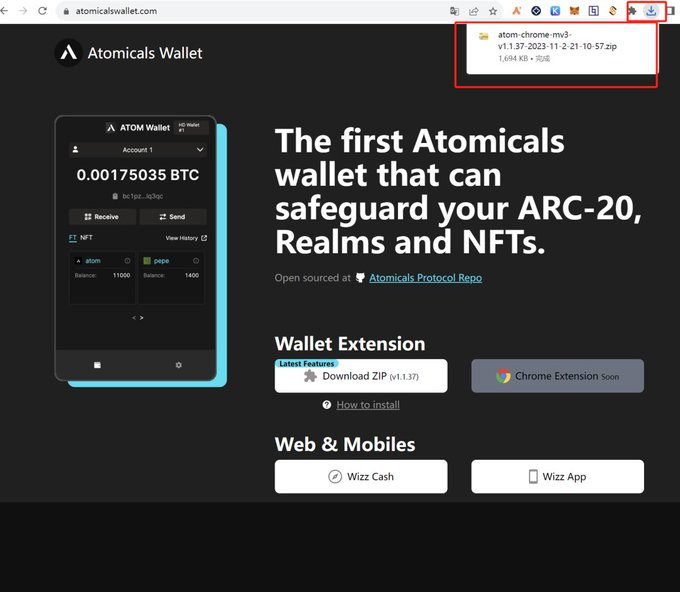 atomicalswallet.com
atom-chrome-mv3-
v1.1.37-2023-11-2-21-10-57.zip
1,694 KB • 完成
Atomicals Wallet
ATOM Wallet
HD Wallet
#1
Account 1
0.00175035 BTC
bc1pz...lq3qc
Receive
Send
FT NFT
View History
atom
Balance: 11000
pepe
Balance: 1400
< >
The first Atomicals
wallet that can
safeguard your ARC-20,
Realms and NFTs.
Open sourced at Atomicals Protocol Repo
Wallet Extension
Latest Features
Download ZIP (v1.1.37)
Chrome Extension Soon
How to install
Web & Mobiles
Wizz Cash
Wizz App